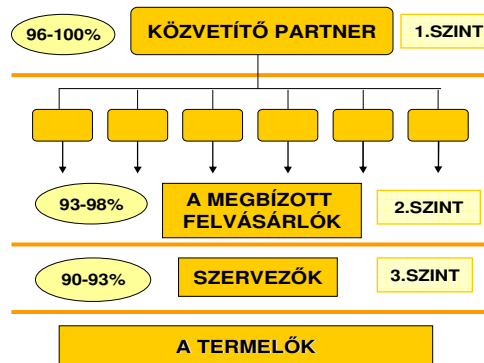 96-100%
KÖZVETÍTŐ PARTNER
1.SZINT
93-98%
A MEGBÍZOTT
FELVÁSÁRLÓK
2.SZINT
90-93%
SZERVEZŐK
3.SZINT
A TERMELŐK